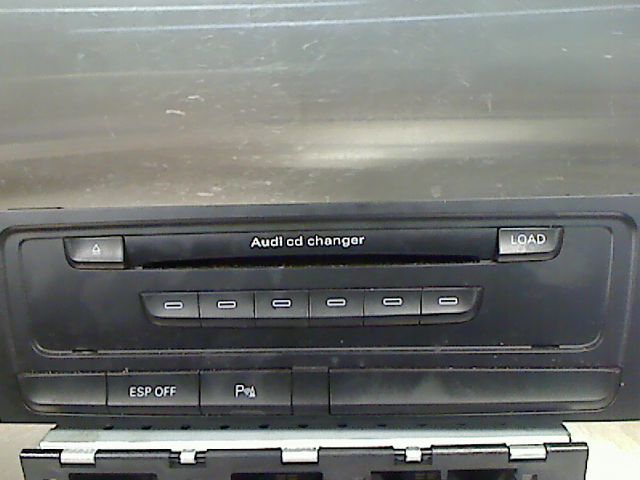 Audi cd changer
LOAD
ESP OFF
P